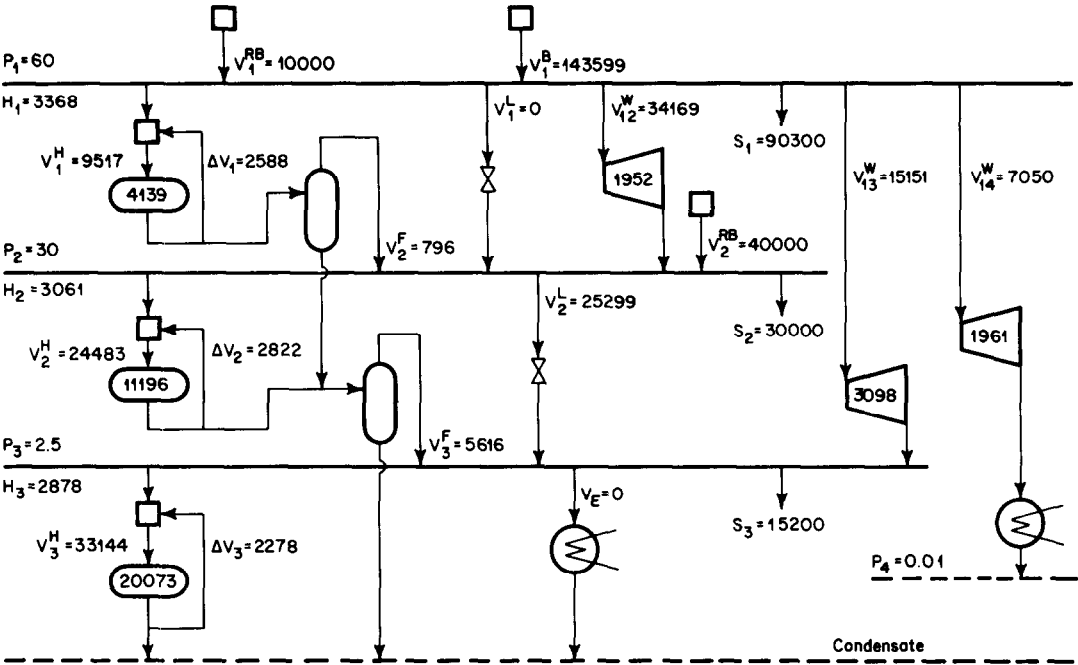 P₁=60
V₁ᴿᴮ=10000
V₁ᴮ=143599
H₁=3368
V₁ᴸ=0
V₁₂ᵂ=34169
S₁=90300
V₁ᴴ=9517
ΔV₁=2588
4139
1952
V₁₃ᵂ=15151
V₁₄ᵂ=7050
P₂=30
V₂ꟳ=796
V₂ᴿᴮ=40000
H₂=3061
V₂ᴸ=25299
S₂=30000
1961
V₂ᴴ=24483
ΔV₂=2822
11196
3098
P₃=2.5
V₃ꟳ=5616
H₃=2878
V_E=0
S₃=15200
V₃ᴴ=33144
ΔV₃=2278
20073
P₄=0.01
Condensate